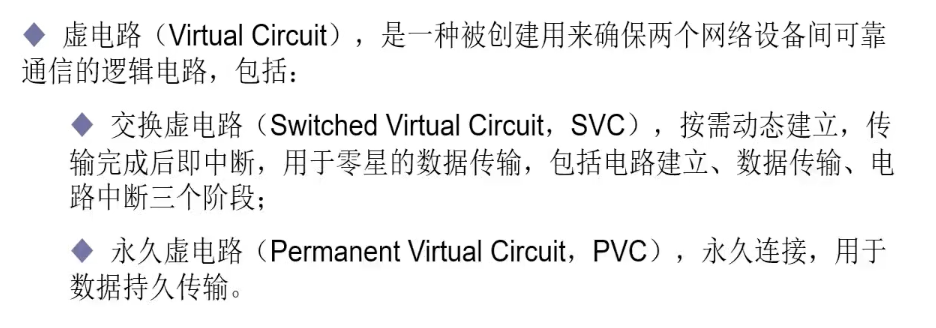 ◆ 虚电路（Virtual Circuit），是一种被创建用来确保两个网络设备间可靠
通信的逻辑电路，包括：
◆ 交换虚电路（Switched Virtual Circuit，SVC），按需动态建立，传
输完成后即中断，用于零星的数据传输，包括电路建立、数据传输、电
路中断三个阶段；
◆ 永久虚电路（Permanent Virtual Circuit，PVC），永久连接，用于
数据持久传输。